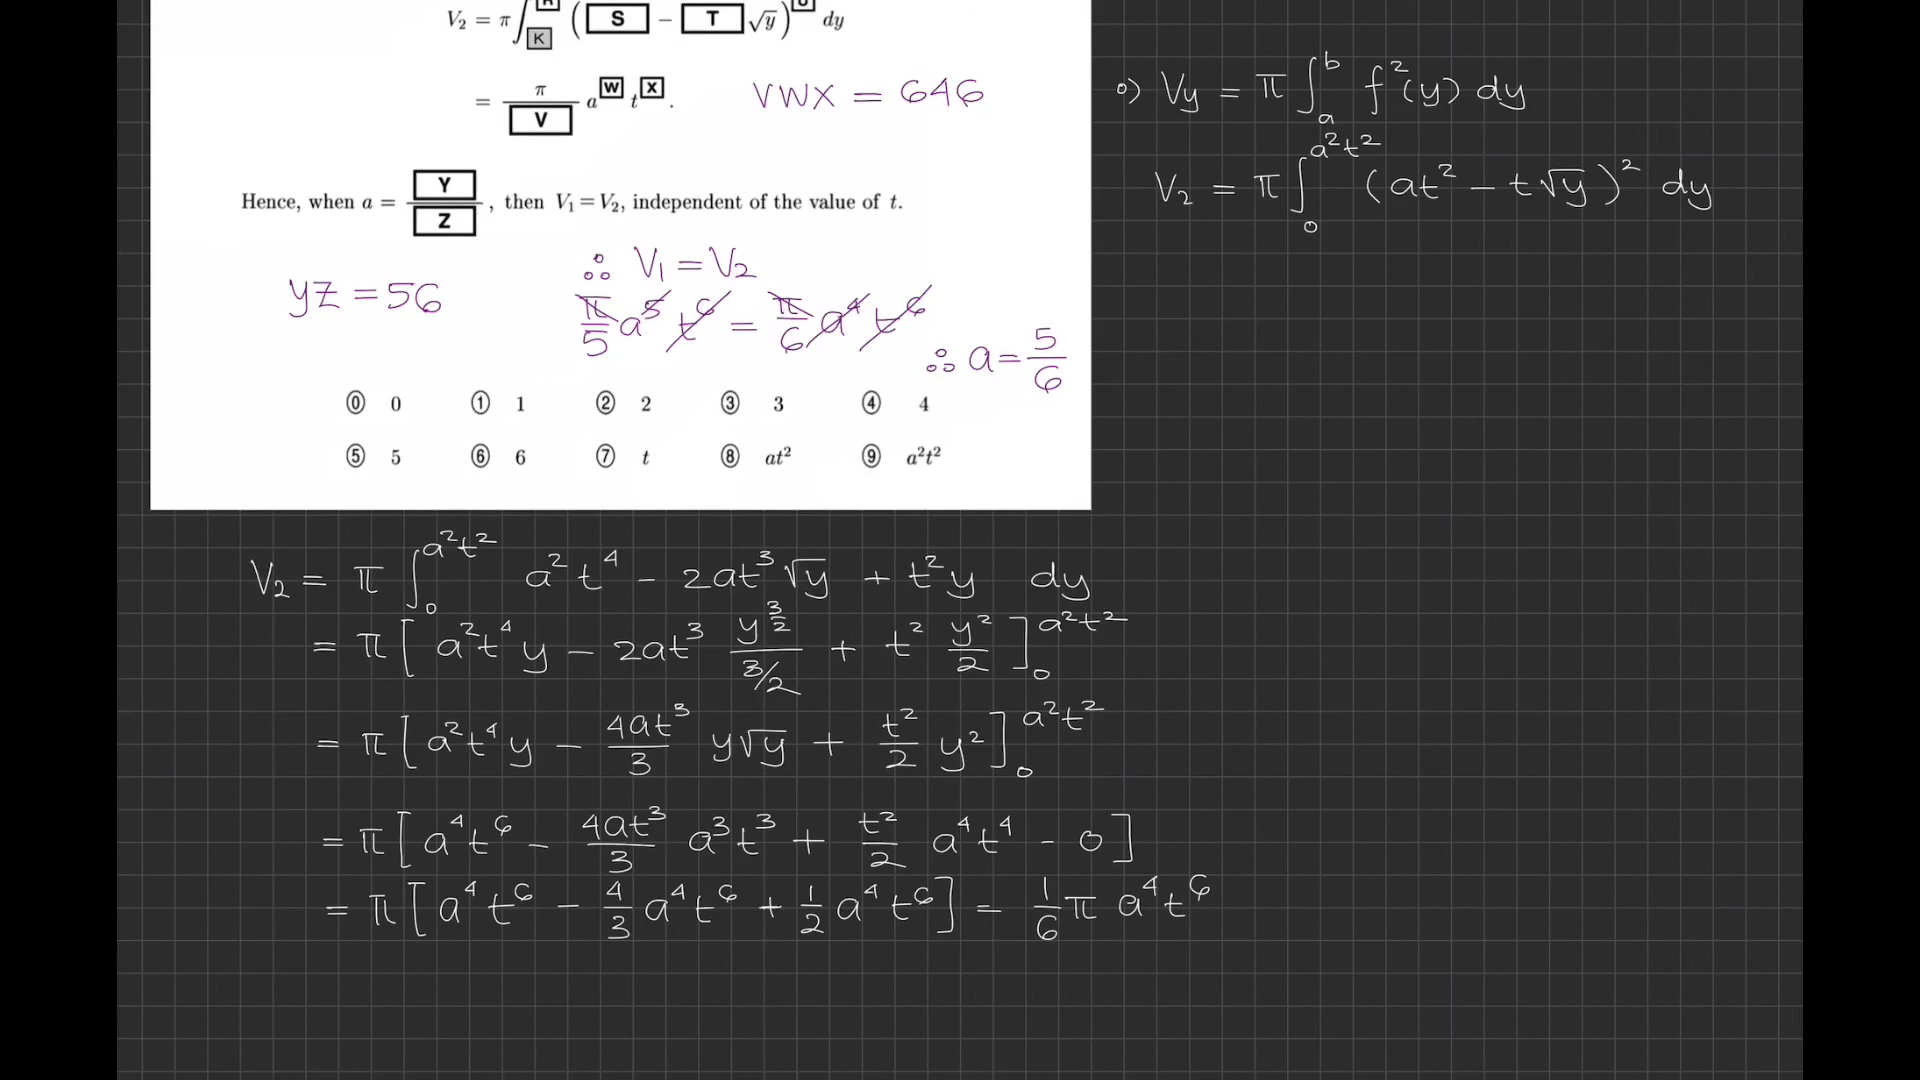 V₂ = π ∫_K^R ( S − T √y )^U dy
= π/V a^W t^X .
VWX = 646
Hence, when a = Y/Z , then V₁ = V₂, independent of the value of t.
YZ = 56
∴ V₁ = V₂
π/5 a⁵ t⁶ = π/6 a⁴ t⁶
∴ a = 5/6
⓪ 0 ① 1 ② 2 ③ 3 ④ 4
⑤ 5 ⑥ 6 ⑦ t ⑧ at² ⑨ a²t²
o) Vy = π ∫_a^b f²(y) dy
V₂ = π ∫_0^{a²t²} ( at² − t√y )² dy
V₂ = π ∫_0^{a²t²} a²t⁴ − 2at³√y + t²y dy
= π [ a²t⁴y − 2at³ y^{3/2}/(3/2) + t² y²/2 ]_0^{a²t²}
= π [ a²t⁴y − 4at³/3 y√y + t²/2 y² ]_0^{a²t²}
= π [ a⁴t⁶ − 4at³/3 a³t³ + t²/2 a⁴t⁴ − 0 ]
= π [ a⁴t⁶ − 4/3 a⁴t⁶ + 1/2 a⁴t⁶ ] = 1/6 π a⁴t⁶